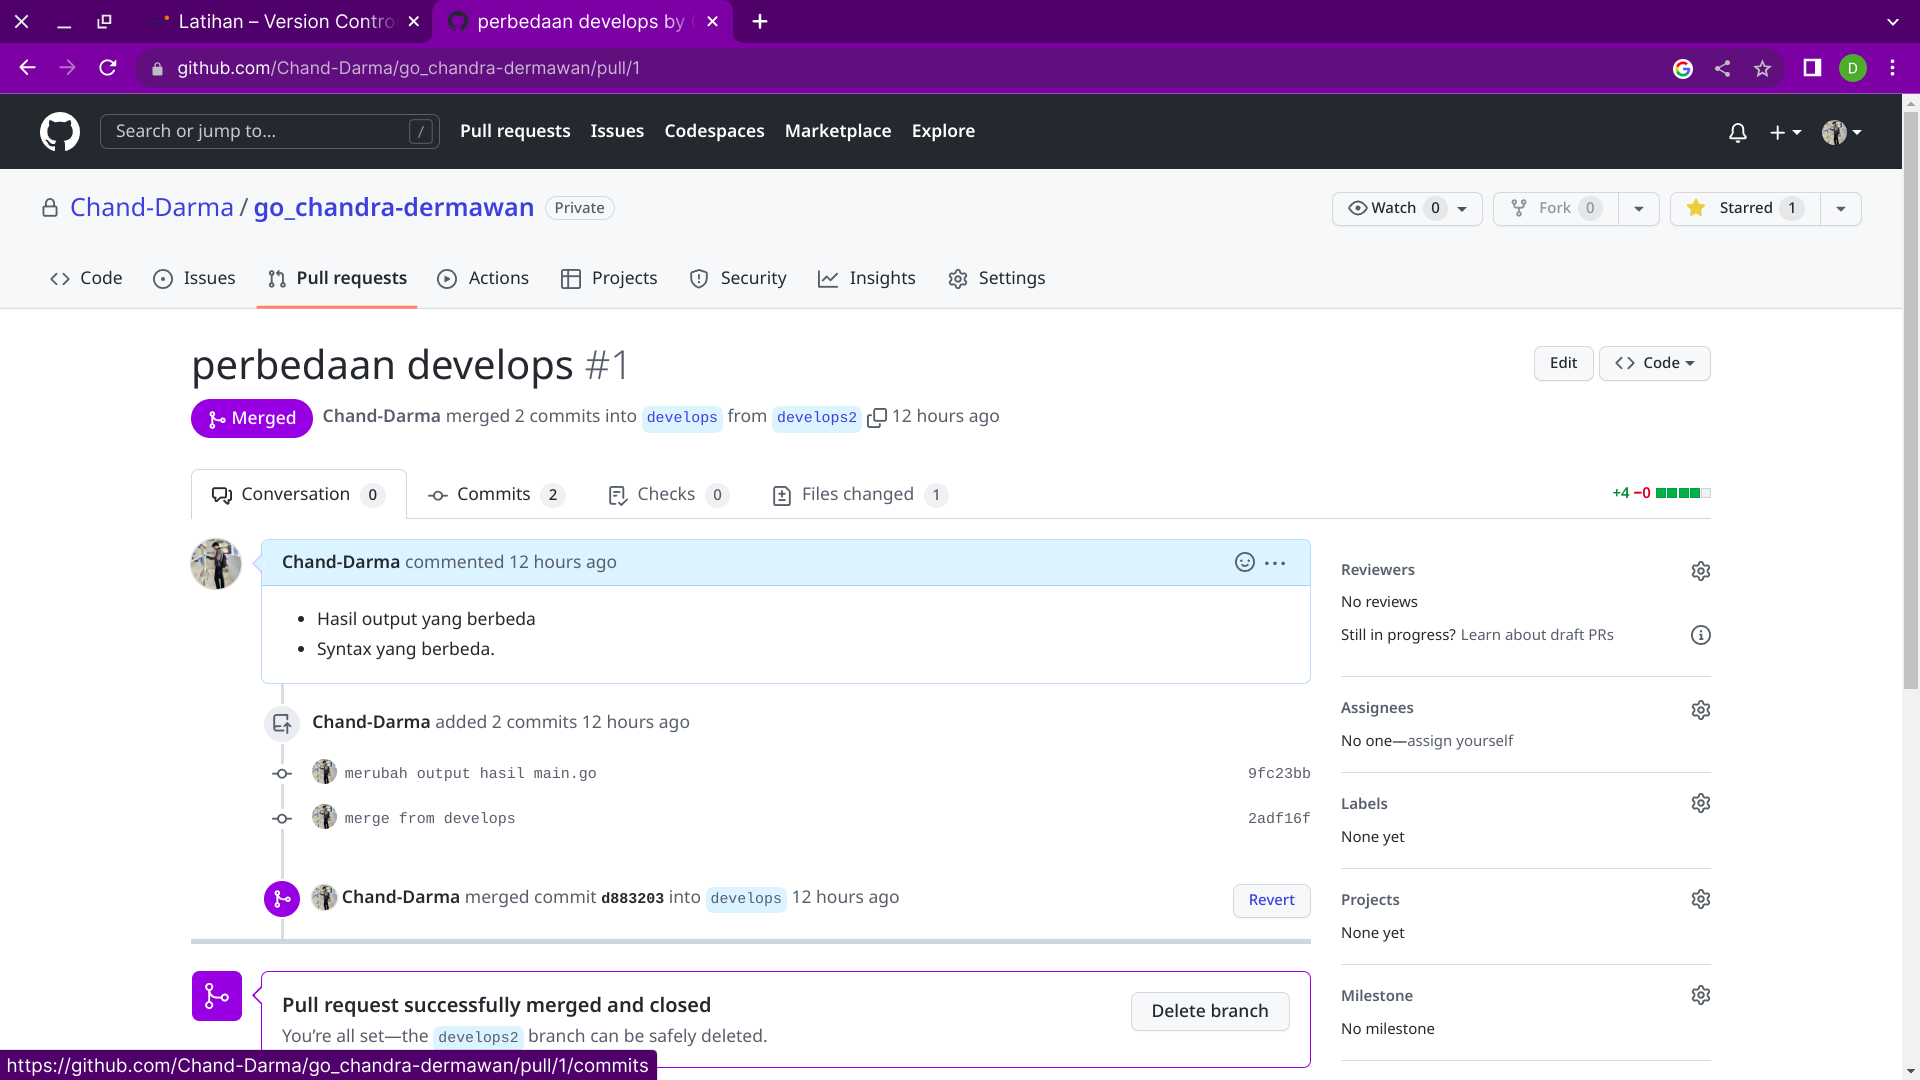 Latihan – Version Contro
perbedaan develops by
github.com/Chand-Darma/go_chandra-dermawan/pull/1
D
Search or jump to...
/
Pull requests
Issues
Codespaces
Marketplace
Explore
Chand-Darma / go_chandra-dermawan
Private
Watch 0
Fork 0
Starred 1
Code
Issues
Pull requests
Actions
Projects
Security
Insights
Settings
perbedaan develops #1
Edit
Code
Merged
Chand-Darma merged 2 commits into develops from develops2 12 hours ago
Conversation 0
Commits 2
Checks 0
Files changed 1
+4 −0
Chand-Darma commented 12 hours ago
• Hasil output yang berbeda
• Syntax yang berbeda.
Chand-Darma added 2 commits 12 hours ago
merubah output hasil main.go 9fc23bb
merge from develops 2adf16f
Chand-Darma merged commit d883203 into develops 12 hours ago
Revert
Pull request successfully merged and closed
You're all set—the develops2 branch can be safely deleted.
Delete branch
Reviewers
No reviews
Still in progress? Learn about draft PRs
Assignees
No one—assign yourself
Labels
None yet
Projects
None yet
Milestone
No milestone
https://github.com/Chand-Darma/go_chandra-dermawan/pull/1/commits